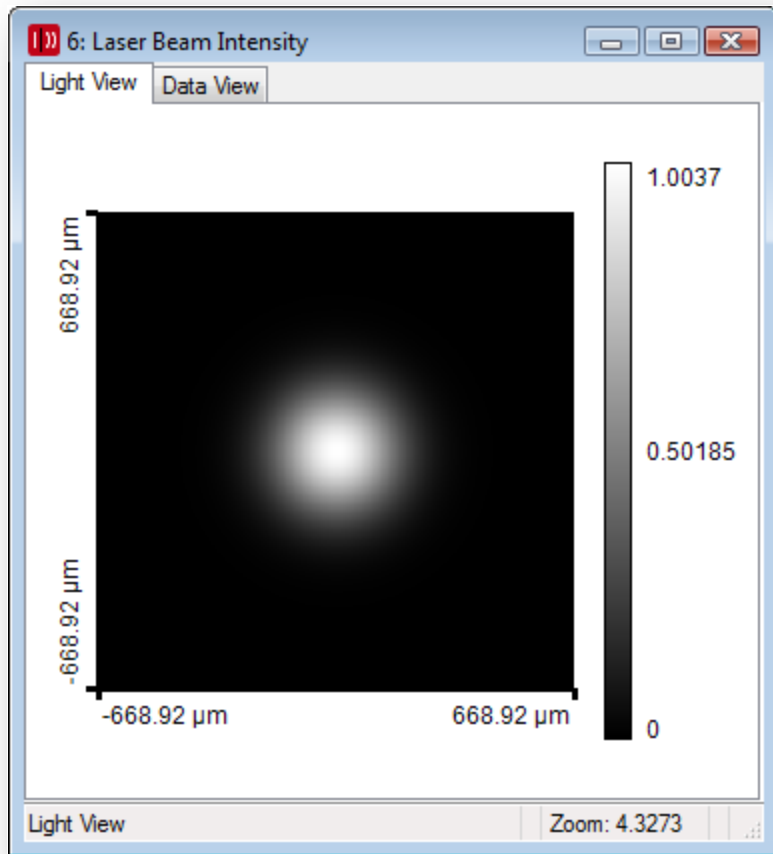 6: Laser Beam Intensity
Light View
Data View
1.0037
668.92 µm
0.50185
-668.92 µm
-668.92 µm
668.92 µm
0
Light View
Zoom: 4.3273